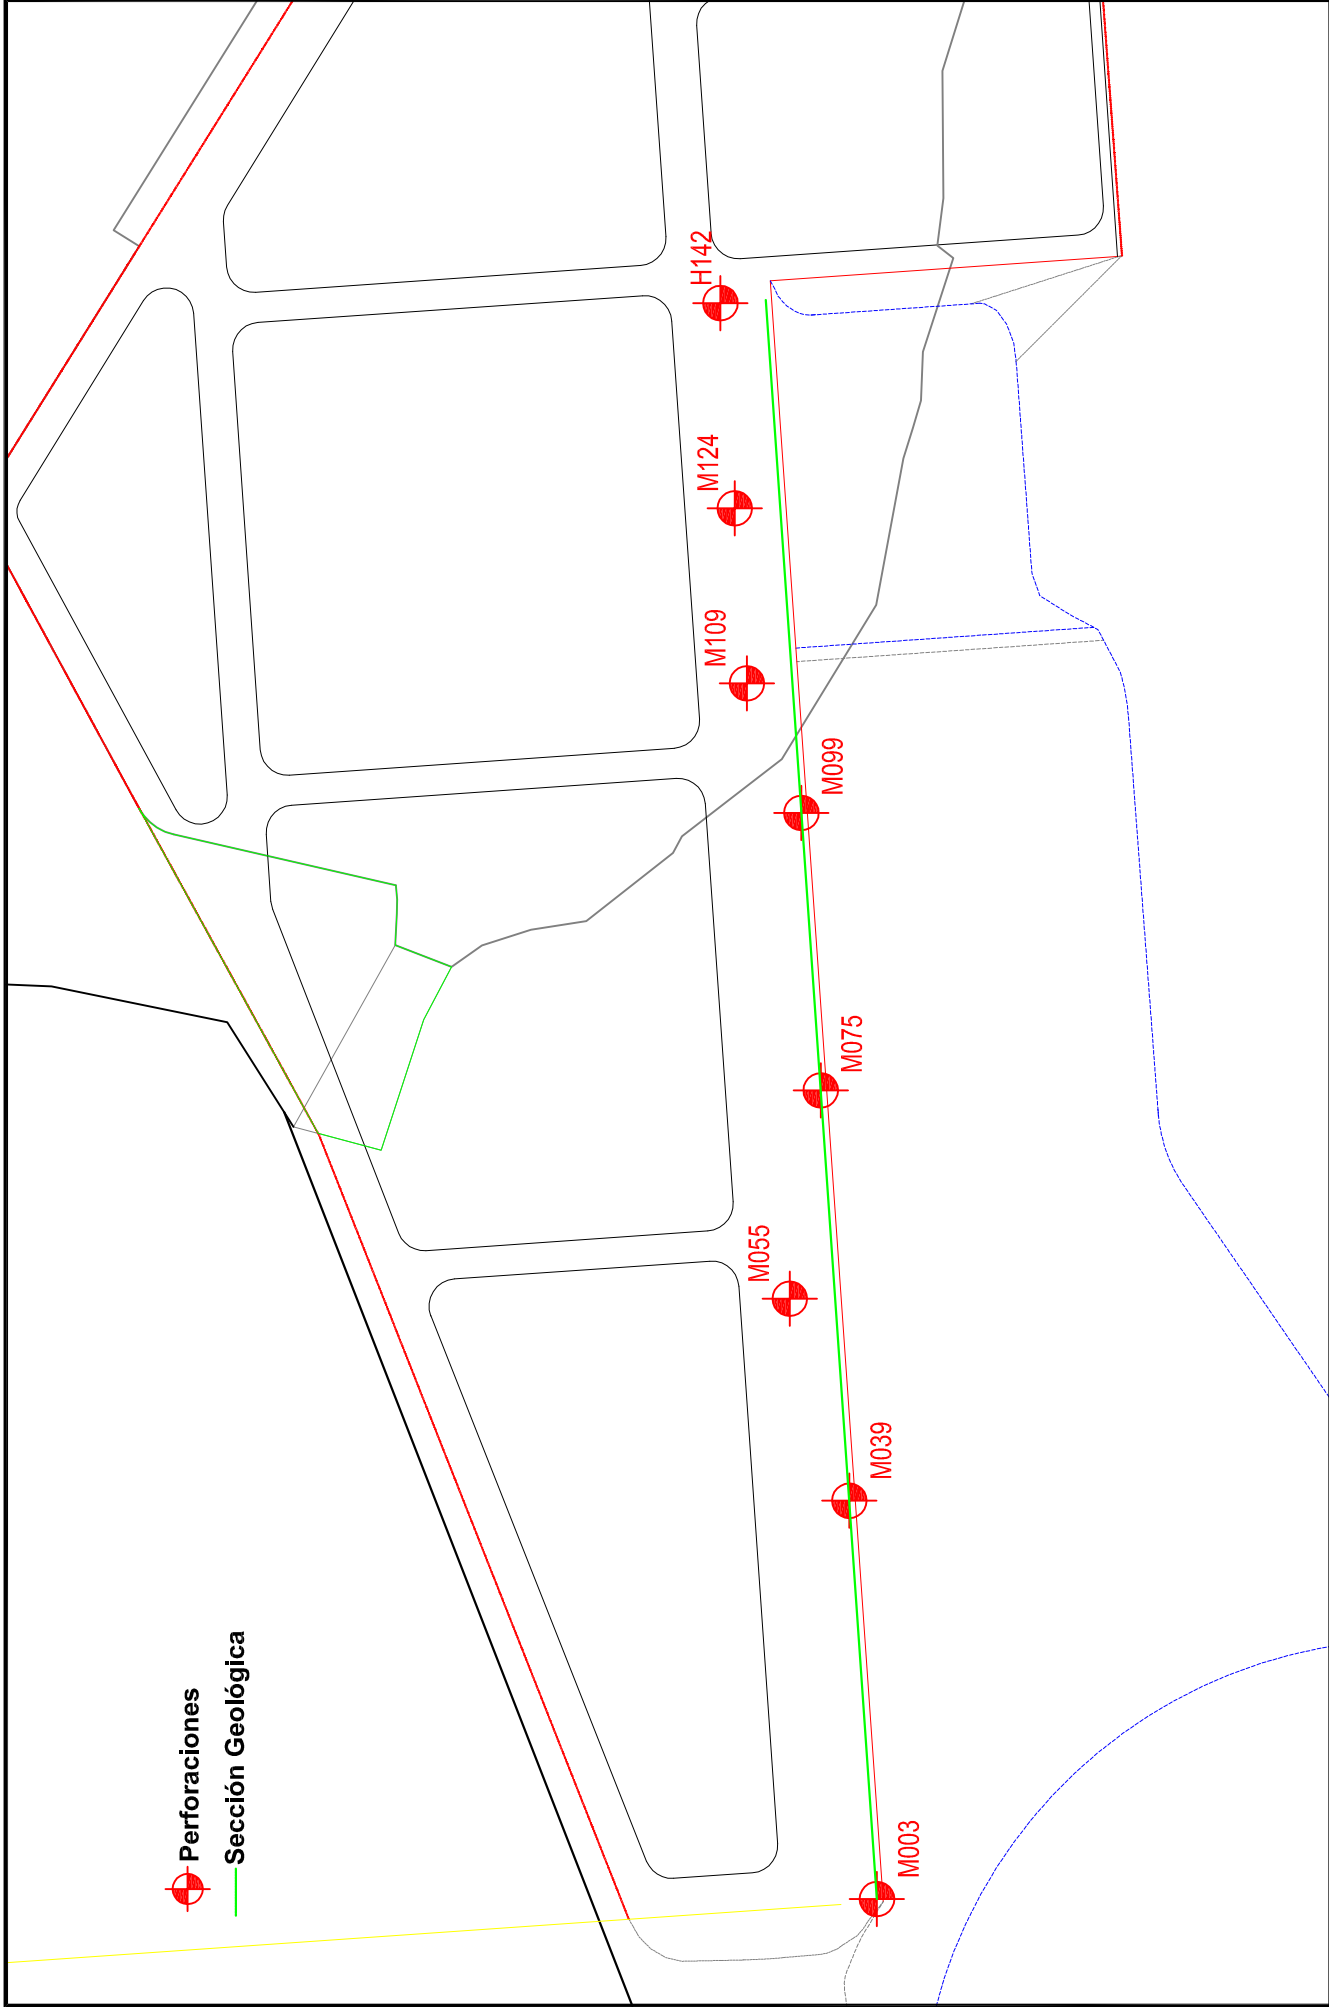 Perforaciones
Sección Geológica
M003
M039
M055
M075
M099
M109
M124
H142